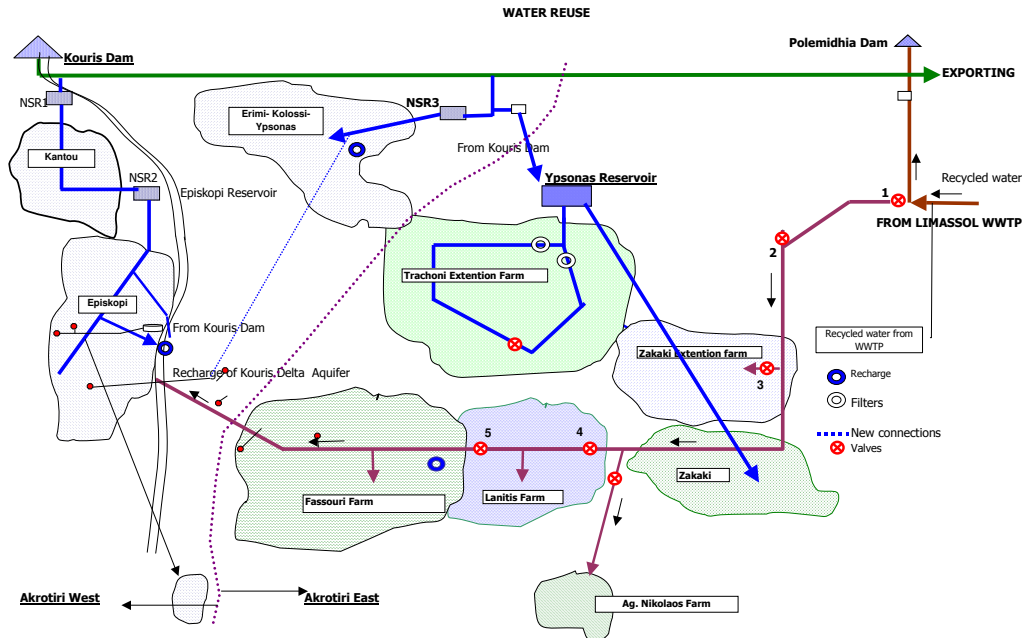 WATER REUSE
Polemidhia Dam
Kouris Dam
EXPORTING
NSR1
NSR3
Erimi- Kolossi-
Ypsonas
Kantou
From Kouris Dam
NSR2
Episkopi Reservoir
Ypsonas Reservoir
Recycled water
1
FROM LIMASSOL WWTP
2
Trachoni Extention Farm
Episkopi
From Kouris Dam
Recycled water from
WWTP
Zakaki Extention farm
Recharge of Kouris Delta Aquifer
3
Recharge
Filters
New connections
Valves
5
4
Zakaki
Fassouri Farm
Lanitis Farm
Akrotiri West
Akrotiri East
Ag. Nikolaos Farm